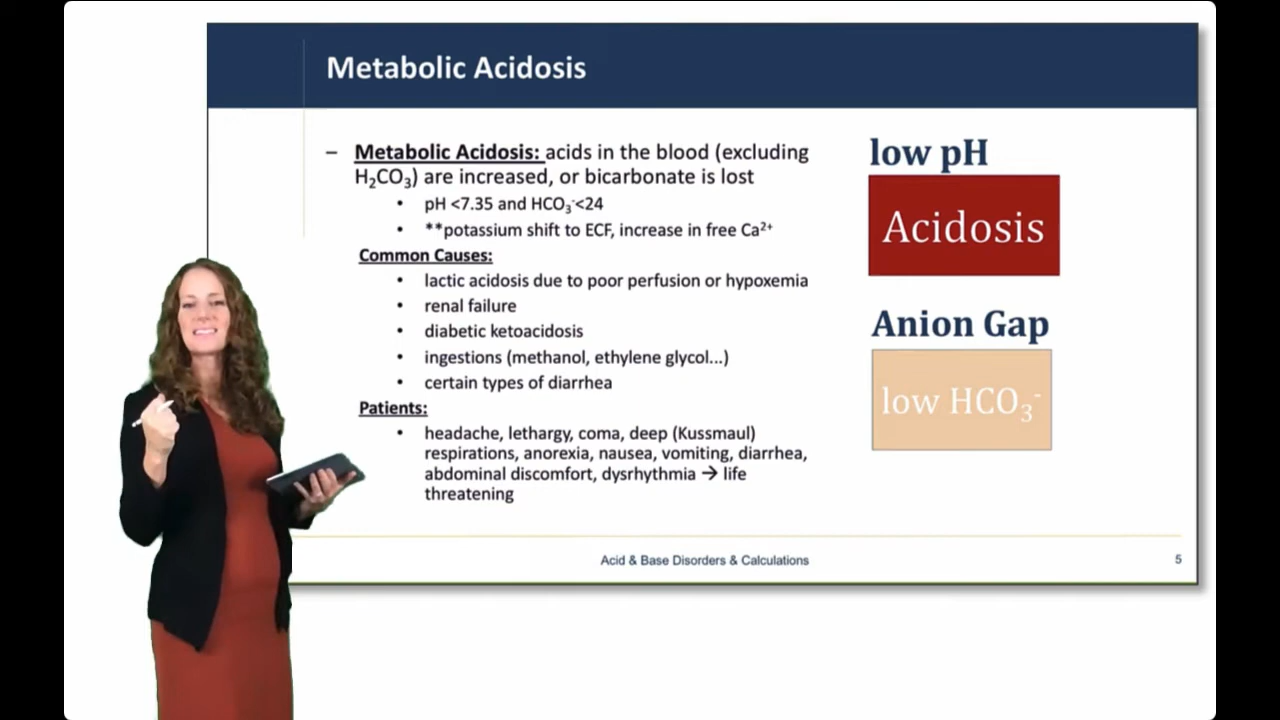 Metabolic Acidosis
– Metabolic Acidosis: acids in the blood (excluding
H₂CO₃) are increased, or bicarbonate is lost
• pH <7.35 and HCO₃⁻<24
• **potassium shift to ECF, increase in free Ca²⁺
Common Causes:
• lactic acidosis due to poor perfusion or hypoxemia
• renal failure
• diabetic ketoacidosis
• ingestions (methanol, ethylene glycol...)
• certain types of diarrhea
Patients:
• headache, lethargy, coma, deep (Kussmaul)
respirations, anorexia, nausea, vomiting, diarrhea,
abdominal discomfort, dysrhythmia → life
threatening
low pH
Acidosis
Anion Gap
low HCO₃⁻
Acid & Base Disorders & Calculations
5